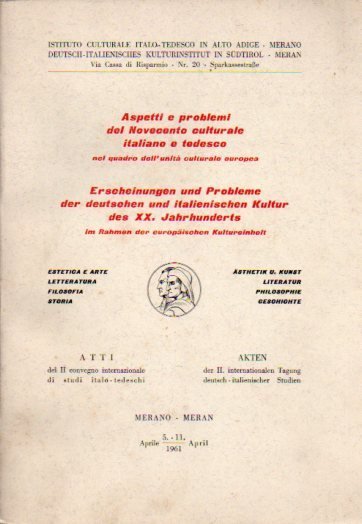 ISTITUTO CULTURALE ITALO-TEDESCO IN ALTO ADIGE - MERANO
DEUTSCH-ITALIENISCHES KULTURINSTITUT IN SÜDTIROL - MERAN
Via Cassa di Risparmio - Nr. 20 - Sparkassestraße
Aspetti e problemi
del Novecento culturale
italiano e tedesco
nel quadro dell'unità culturale europea
Erscheinungen und Probleme
der deutschen und italienischen Kultur
des XX. Jahrhunderts
im Rahmen der europäischen Kultureinheit
ESTETICA E ARTE
LETTERATURA
FILOSOFIA
STORIA
ÄSTHETIK U. KUNST
LITERATUR
PHILOSOPHIE
GESCHICHTE
ATTI
del II convegno internazionale
di studi italo-tedeschi
AKTEN
der II. internationalen Tagung
deutsch-italienischer Studien
MERANO - MERAN
Aprile 5. - 11. April
1961